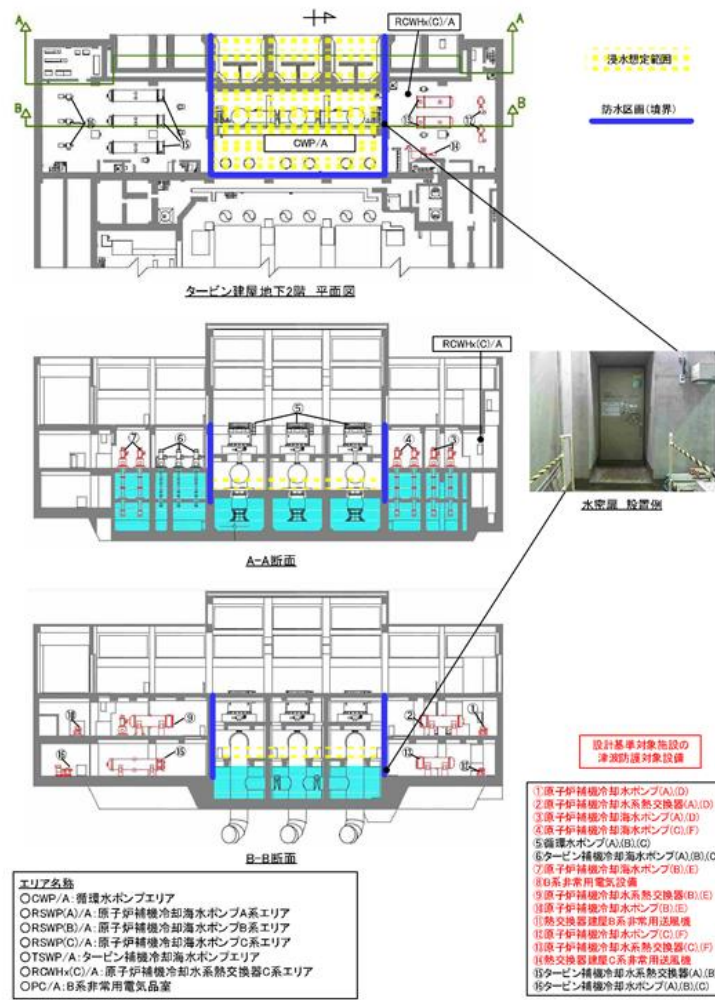 A
A
RCWHx(C)/A
浸水想定範囲
B
B
防水区画(境界)
⑯
⑮
⑭
CWP/A
タービン建屋地下2階 平面図
RCWHx(C)/A
⑤
⑦
⑥
④
③
水密扉 設置例
A-A断面
⑨
②
①
⑯
⑮
B-B断面
設計基準対象施設の
津波防護対象設備
①原子炉補機冷却水ポンプ(A),(D)
②原子炉補機冷却水系熱交換器(A),(D)
③原子炉補機冷却海水ポンプ(A),(D)
④原子炉補機冷却海水ポンプ(C),(F)
⑤循環水ポンプ(A),(B),(C)
⑥タービン補機冷却海水ポンプ(A),(B),(C
⑦原子炉補機冷却海水ポンプ(B),(E)
⑧B系非常用電気設備
⑨原子炉補機冷却水系熱交換器(B),(E)
⑩原子炉補機冷却水ポンプ(B),(E)
⑪熱交換器建屋B系非常用送風機
⑫原子炉補機冷却水ポンプ(C),(F)
⑬原子炉補機冷却水系熱交換器(C),(F)
⑭熱交換器建屋C系非常用送風機
⑮タービン補機冷却水系熱交換器(A),(B
⑯タービン補機冷却水ポンプ(A),(B),(C)
エリア名称
○CWP/A：循環水ポンプエリア
○RSWP(A)/A：原子炉補機冷却海水ポンプA系エリア
○RSWP(B)/A：原子炉補機冷却海水ポンプB系エリア
○RSWP(C)/A：原子炉補機冷却海水ポンプC系エリア
○TSWP/A：タービン補機冷却海水ポンプエリア
○RCWHx(C)/A：原子炉補機冷却水系熱交換器C系エリア
○PC/A：B系非常用電気品室